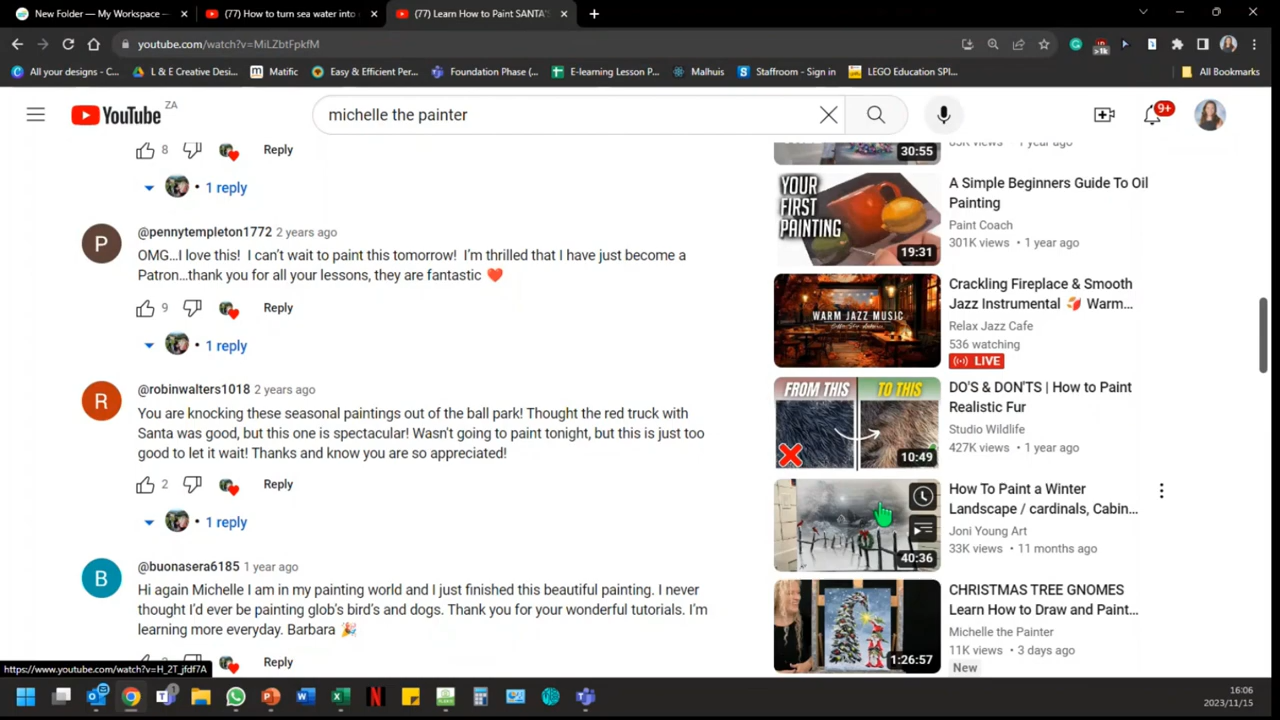 New Folder — My Workspace -
(77) How to turn sea water into
(77) Learn How to Paint SANTA'S
youtube.com/watch?v=MiLZbtFpkfM
>1k
All your designs - C...
L & E Creative Desi...
Matific
Easy & Efficient Per...
Foundation Phase (...
E-learning Lesson P...
Malhuis
Staffroom - Sign in
LEGO Education SPI...
All Bookmarks
YouTube ZA
michelle the painter
9+
8
Reply
• 1 reply
@pennytempleton1772 2 years ago
OMG...I love this! I can't wait to paint this tomorrow! I'm thrilled that I have just become a
Patron...thank you for all your lessons, they are fantastic ❤️
9
Reply
• 1 reply
@robinwalters1018 2 years ago
You are knocking these seasonal paintings out of the ball park! Thought the red truck with
Santa was good, but this one is spectacular! Wasn't going to paint tonight, but this is just too
good to let it wait! Thanks and know you are so appreciated!
2
Reply
• 1 reply
@buonasera6185 1 year ago
Hi again Michelle I am in my painting world and I just finished this beautiful painting. I never
thought I'd ever be painting glob's bird's and dogs. Thank you for your wonderful tutorials. I'm
learning more everyday. Barbara 🎉
Reply
https://www.youtube.com/watch?v=H_2T_jfdf7A
30:55
1 year ago
YOUR
FIRST
PAINTING
19:31
A Simple Beginners Guide To Oil
Painting
Paint Coach
301K views • 1 year ago
WARM JAZZ MUSIC
Crackling Fireplace & Smooth
Jazz Instrumental 🍂 Warm...
Relax Jazz Cafe
536 watching
LIVE
FROM THIS
TO THIS
10:49
DO'S & DON'TS | How to Paint
Realistic Fur
Studio Wildlife
427K views • 1 year ago
40:36
How To Paint a Winter
Landscape / cardinals, Cabin...
Joni Young Art
33K views • 11 months ago
1:26:57
CHRISTMAS TREE GNOMES
Learn How to Draw and Paint...
Michelle the Painter
11K views • 3 days ago
New
16:06
2023/11/15